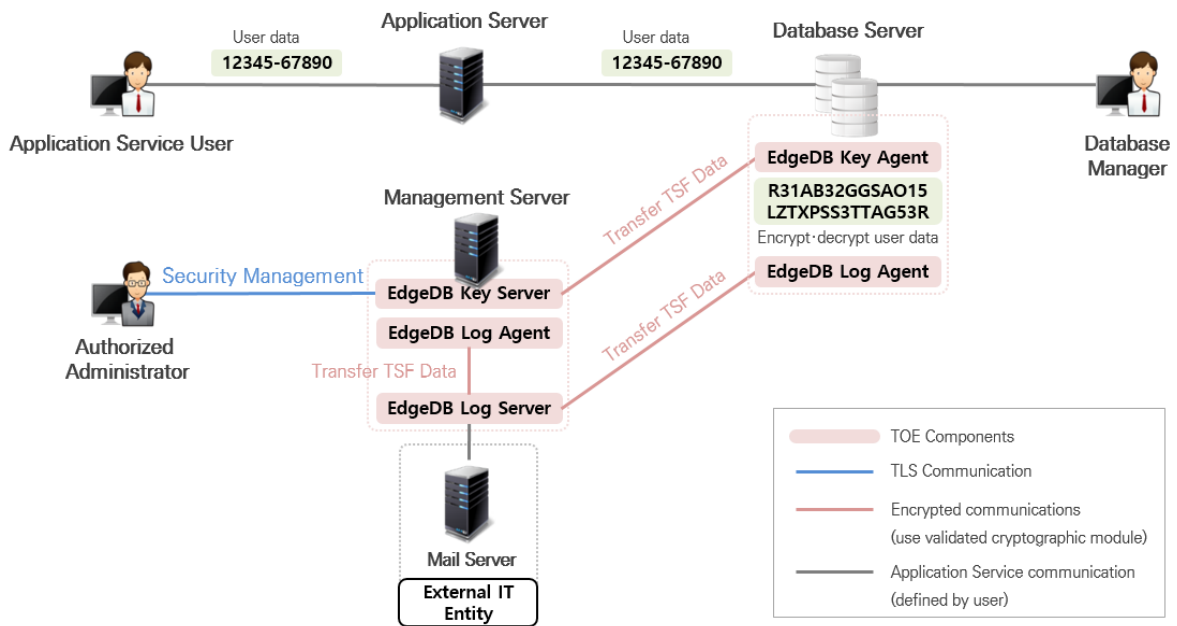 Application Server
Database Server
User data
12345-67890
User data
12345-67890
Application Service User
Database
Manager
EdgeDB Key Agent
R31AB32GGSAO15
LZTXPSS3TTAG53R
Encrypt·decrypt user data
EdgeDB Log Agent
Transfer TSF Data
Transfer TSF Data
Management Server
Security Management
EdgeDB Key Server
EdgeDB Log Agent
Transfer TSF Data
EdgeDB Log Server
Authorized
Administrator
Mail Server
External IT
Entity
TOE Components
TLS Communication
Encrypted communications
(use validated cryptographic module)
Application Service communication
(defined by user)